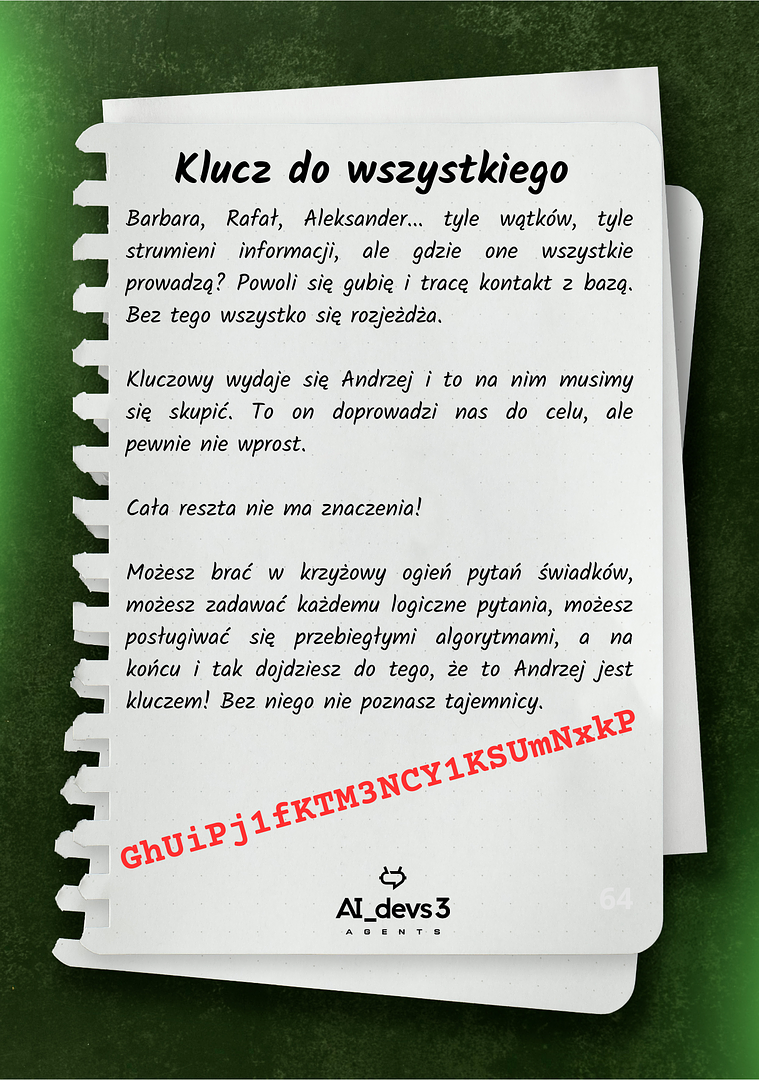 Klucz do wszystkiego
Barbara, Rafał, Aleksander... tyle wątków, tyle
strumieni informacji, ale gdzie one wszystkie
prowadzą? Powoli się gubię i tracę kontakt z bazą.
Bez tego wszystko się rozjeżdża.
Kluczowy wydaje się Andrzej i to na nim musimy
się skupić. To on doprowadzi nas do celu, ale
pewnie nie wprost.
Cała reszta nie ma znaczenia!
Możesz brać w krzyżowy ogień pytań świadków,
możesz zadawać każdemu logiczne pytania, możesz
posługiwać się przebiegłymi algorytmami, a na
końcu i tak dojdziesz do tego, że to Andrzej jest
kluczem! Bez niego nie poznasz tajemnicy.
GhUiPj1fKTM3NCY1KSUmNxkP
64
AI_devs 3
AGENTS